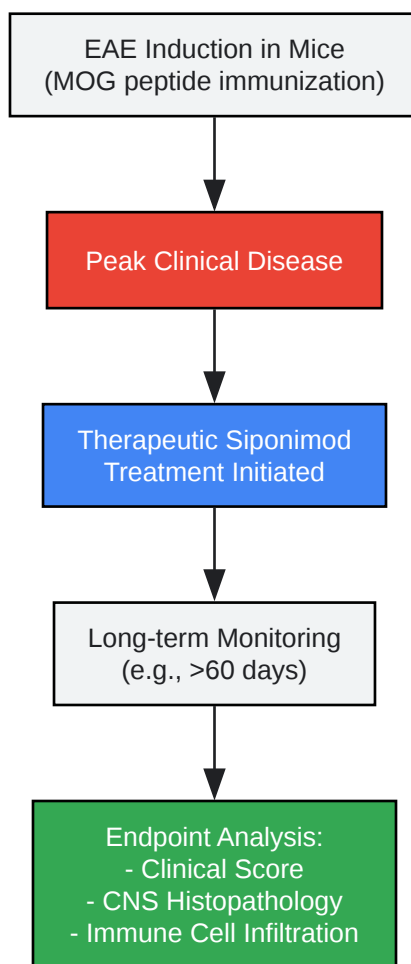 EAE Induction in Mice
(MOG peptide immunization)
Peak Clinical Disease
Therapeutic Siponimod
Treatment Initiated
Long-term Monitoring
(e.g., >60 days)
Endpoint Analysis:
- Clinical Score
- CNS Histopathology
- Immune Cell Infiltration